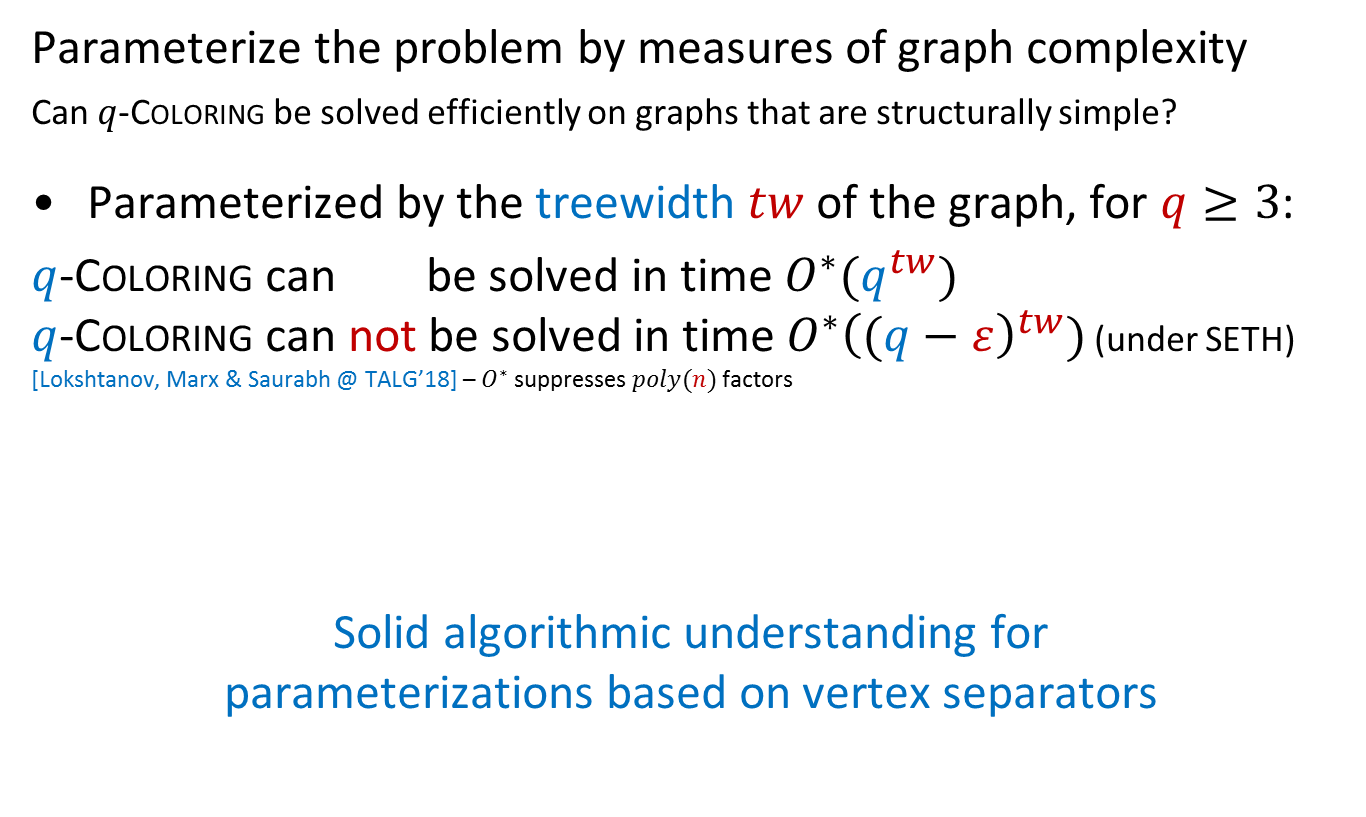 Parameterize the problem by measures of graph complexity
Can q-COLORING be solved efficiently on graphs that are structurally simple?
• Parameterized by the treewidth tw of the graph, for q ≥ 3:
q-COLORING can be solved in time O*(q^tw)
q-COLORING can not be solved in time O*((q − ε)^tw) (under SETH)
[Lokshtanov, Marx & Saurabh @ TALG’18] – O* suppresses poly(n) factors
Solid algorithmic understanding for
parameterizations based on vertex separators